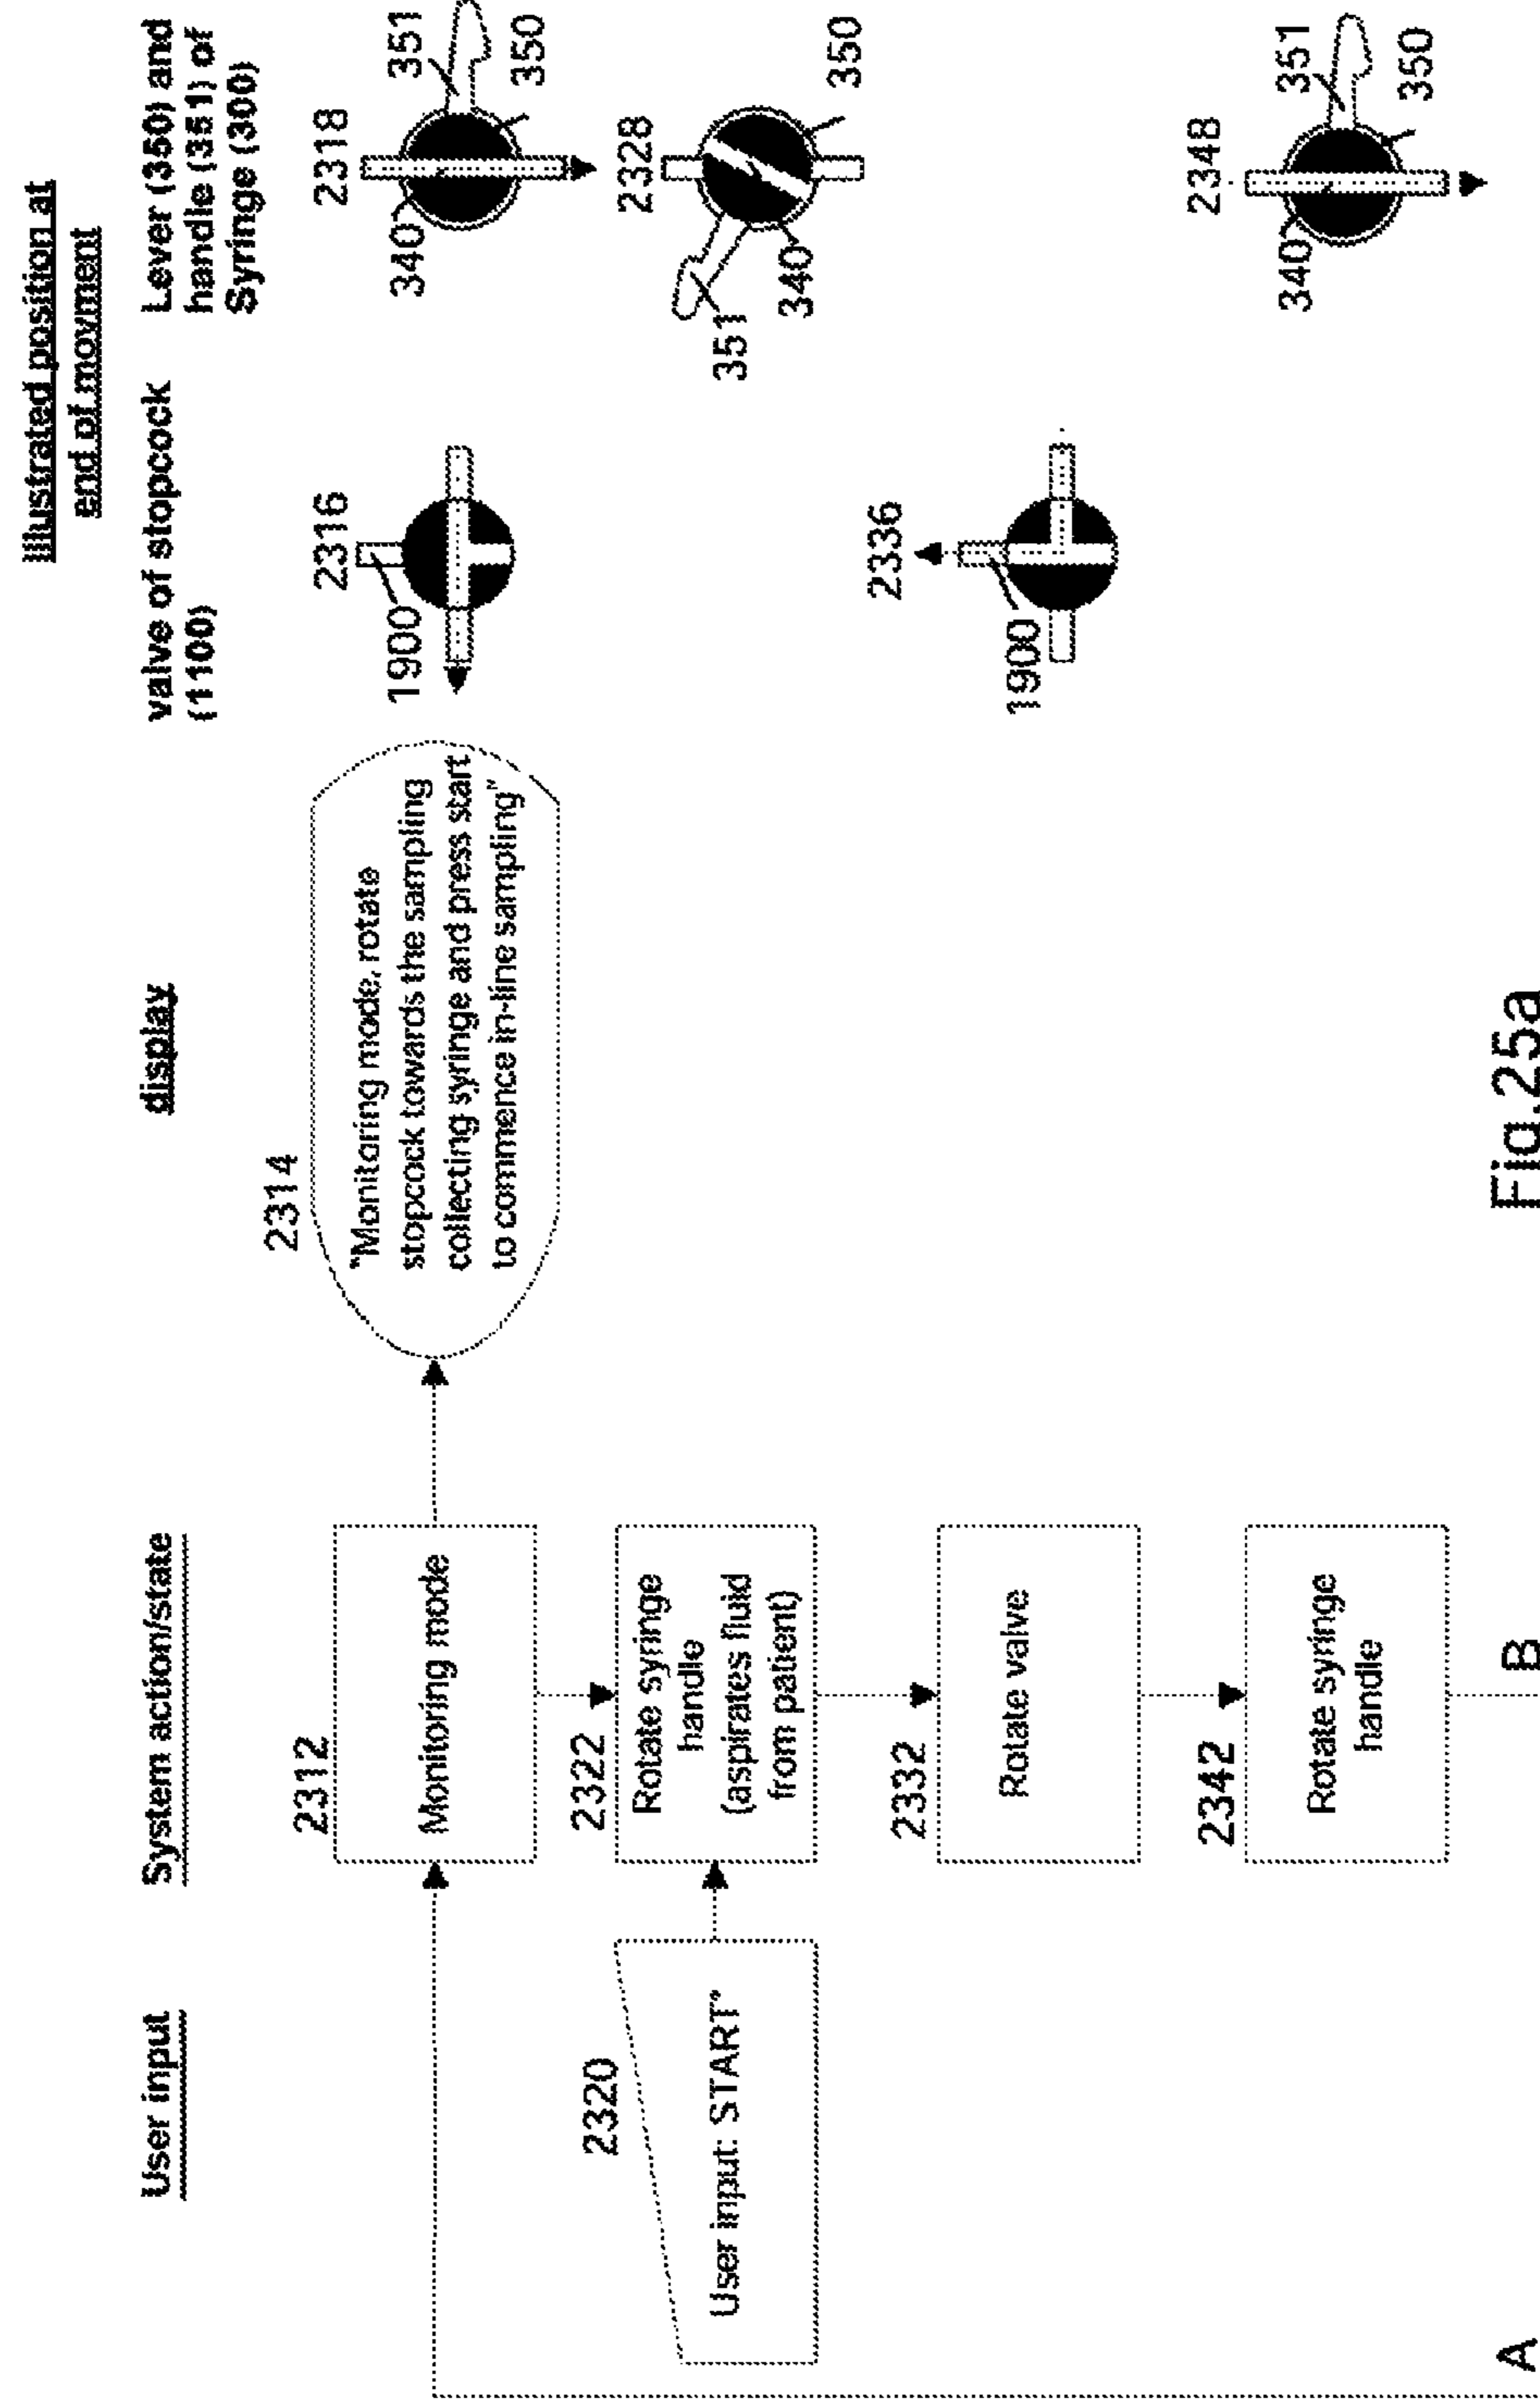 Illustrated position at
end of movment
User input
System action/state
display
valve of stopcock
(1100)
Lever (350) and
handle (351) of
Syringe (300)
2312
Monitoring mode
2314
"Monitoring mode, rotate
stopcock towards the sampling
collecting syringe and press start
to commence in-line sampling"
2316
1900
2318
340
351
350
2320
User input: START"
2322
Rotate syringe
handle
(aspirates fluid
from patient)
2328
351
340
350
2332
Rotate valve
2336
1900
2342
Rotate syringe
handle
2348
340
351
350
A
B
Fig.25a